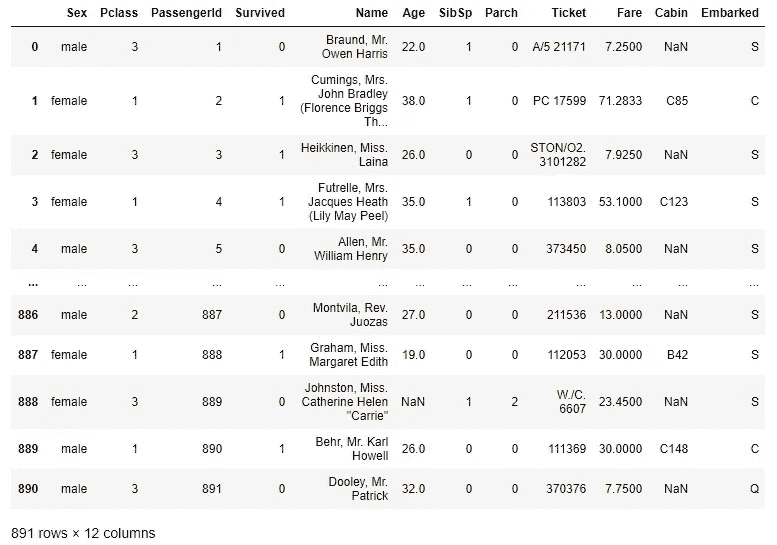 Sex Pclass PassengerId Survived Name Age SibSp Parch Ticket Fare Cabin Embarked
0 male 3 1 0 Braund, Mr. Owen Harris 22.0 1 0 A/5 21171 7.2500 NaN S
1 female 1 2 1 Cumings, Mrs. John Bradley (Florence Briggs Th... 38.0 1 0 PC 17599 71.2833 C85 C
2 female 3 3 1 Heikkinen, Miss. Laina 26.0 0 0 STON/O2. 3101282 7.9250 NaN S
3 female 1 4 1 Futrelle, Mrs. Jacques Heath (Lily May Peel) 35.0 1 0 113803 53.1000 C123 S
4 male 3 5 0 Allen, Mr. William Henry 35.0 0 0 373450 8.0500 NaN S
... ... ... ... ... ... ... ... ... ... ... ... ...
886 male 2 887 0 Montvila, Rev. Juozas 27.0 0 0 211536 13.0000 NaN S
887 female 1 888 1 Graham, Miss. Margaret Edith 19.0 0 0 112053 30.0000 B42 S
888 female 3 889 0 Johnston, Miss. Catherine Helen "Carrie" NaN 1 2 W./C. 6607 23.4500 NaN S
889 male 1 890 1 Behr, Mr. Karl Howell 26.0 0 0 111369 30.0000 C148 C
890 male 3 891 0 Dooley, Mr. Patrick 32.0 0 0 370376 7.7500 NaN Q
891 rows × 12 columns